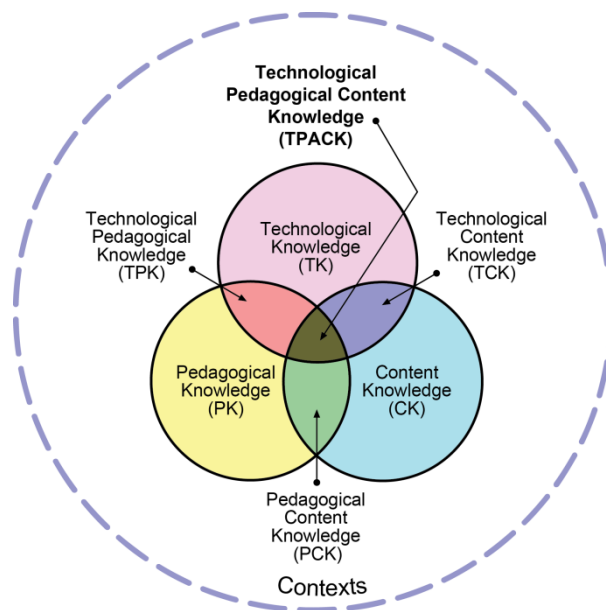 Technological
Pedagogical Content
Knowledge
(TPACK)
Technological
Pedagogical
Knowledge
(TPK)
Technological
Knowledge
(TK)
Technological
Content
Knowledge
(TCK)
Pedagogical
Knowledge
(PK)
Content
Knowledge
(CK)
Pedagogical
Content
Knowledge
(PCK)
Contexts